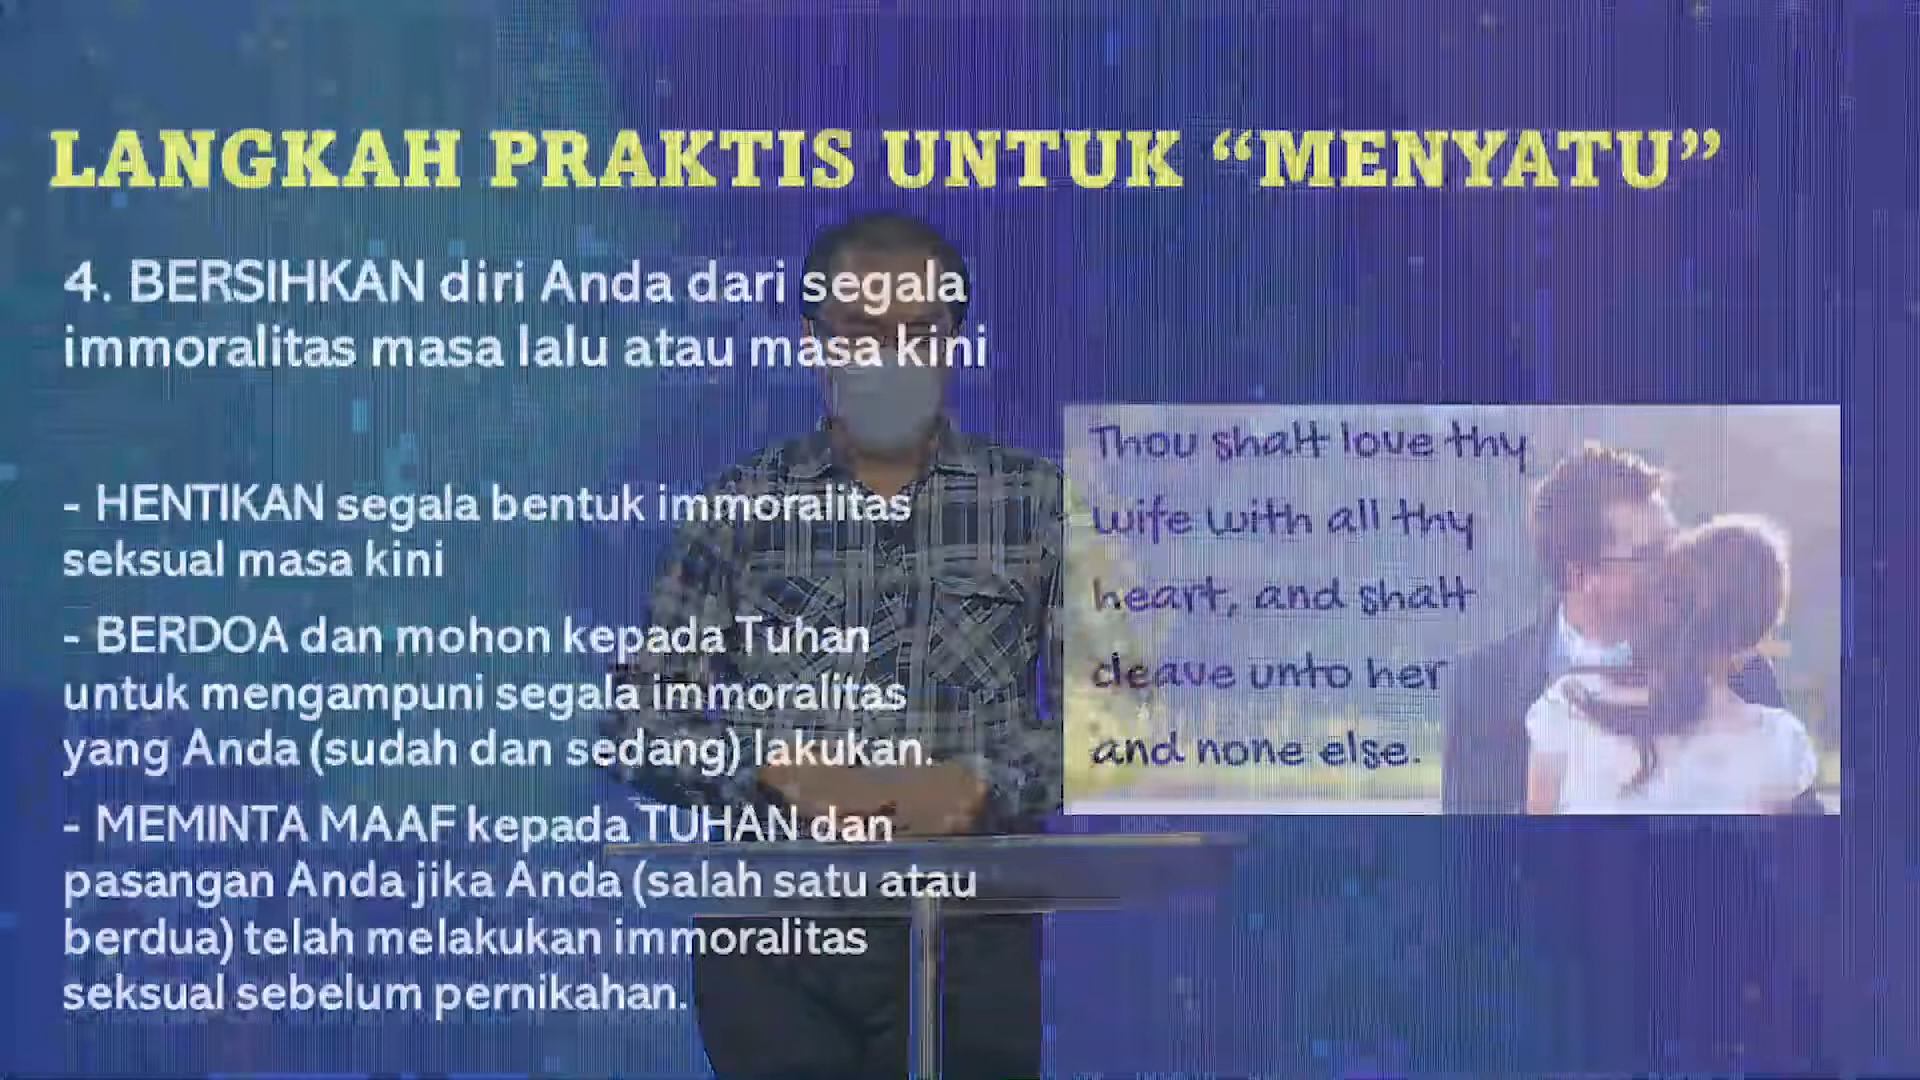 LANGKAH PRAKTIS UNTUK “MENYATU”
4. BERSIHKAN diri Anda dari segala
immoralitas masa lalu atau masa kini
- HENTIKAN segala bentuk immoralitas
seksual masa kini
- BERDOA dan mohon kepada Tuhan
untuk mengampuni segala immoralitas
yang Anda (sudah dan sedang) lakukan.
- MEMINTA MAAF kepada TUHAN dan
pasangan Anda jika Anda (salah satu atau
berdua) telah melakukan immoralitas
seksual sebelum pernikahan.
Thou shalt love thy
wife with all thy
heart, and shalt
cleave unto her
and none else.